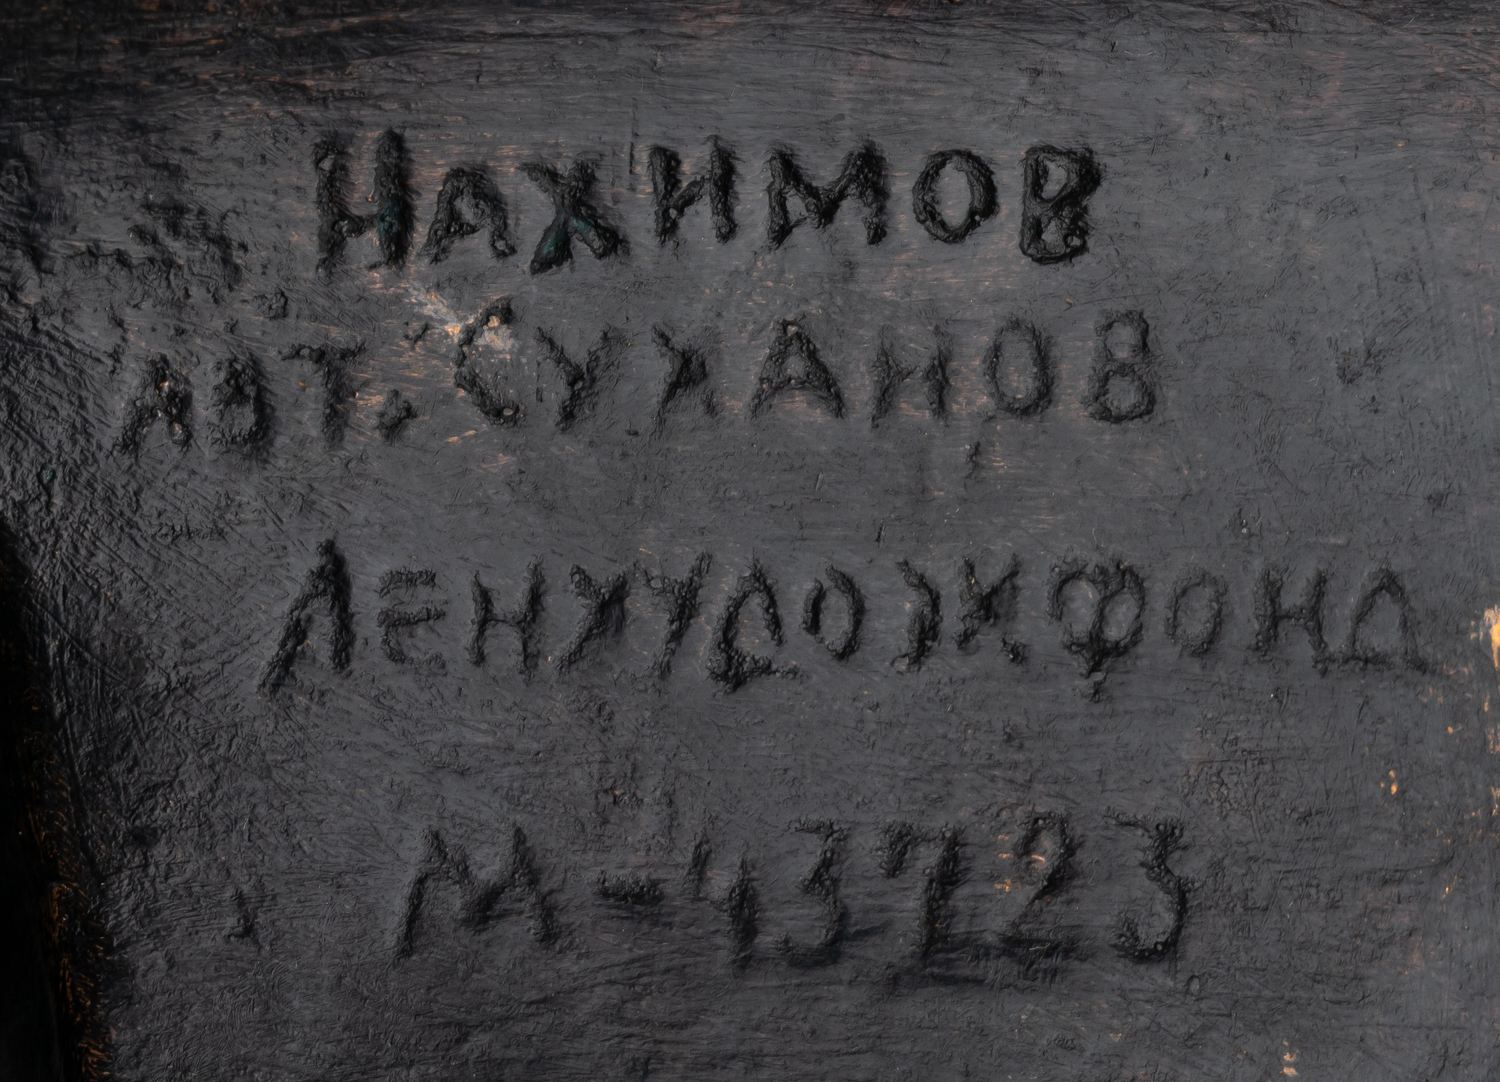 Нахимов
авт. Суханов
Ленхудожфонд
М-43723